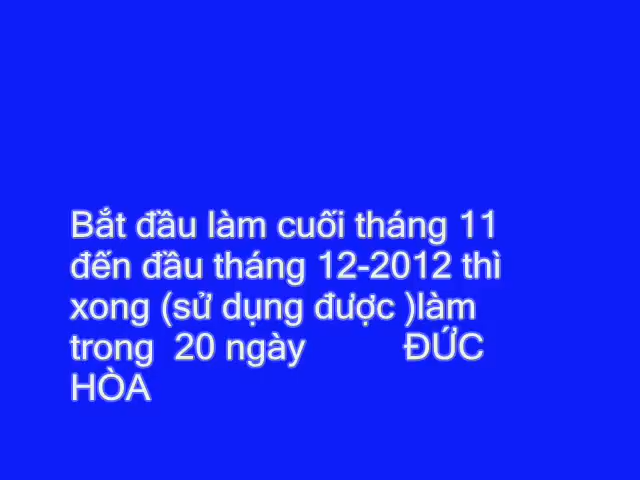 Bắt đầu làm cuối tháng 11
đến đầu tháng 12-2012 thì
xong (sử dụng được )làm
trong  20 ngày          ĐỨC
HÒA